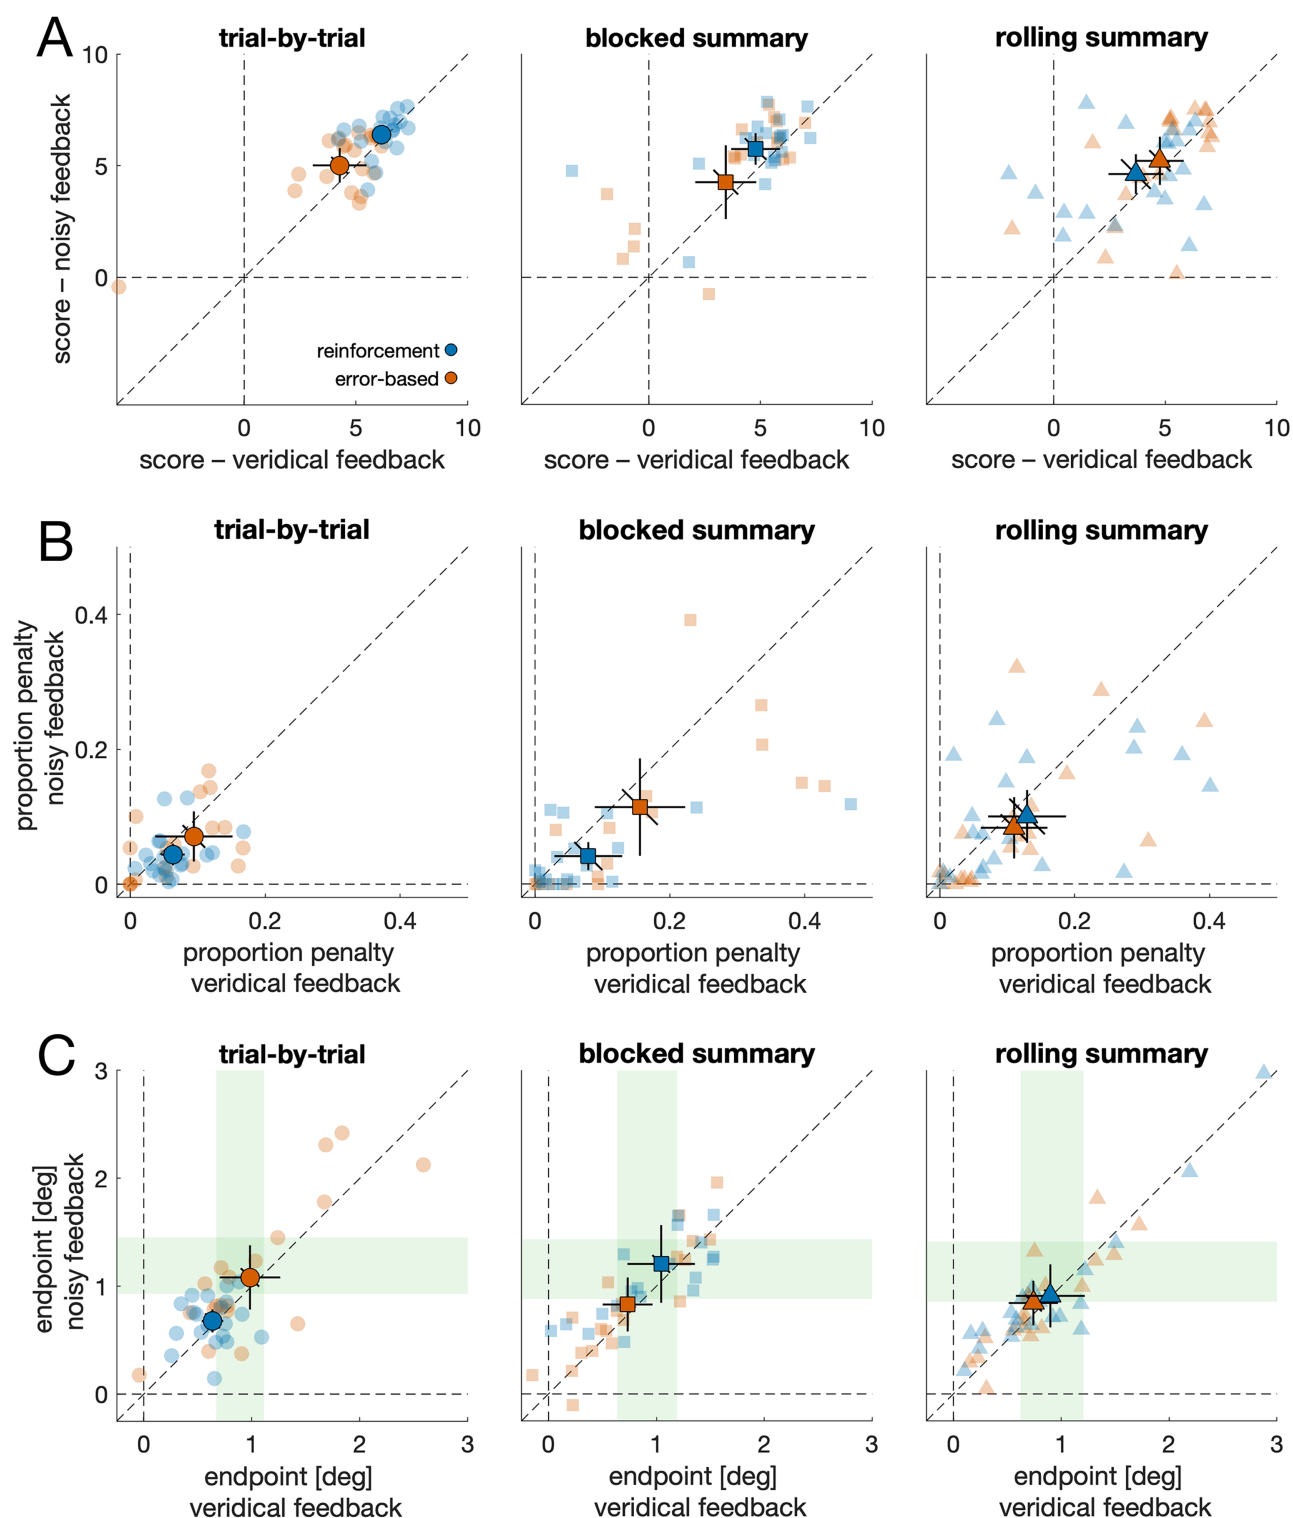 A
trial-by-trial
blocked summary
rolling summary
score – noisy feedback
10
5
0
reinforcement
error-based
0 5 10
0 5 10
0 5 10
score – veridical feedback
score – veridical feedback
score – veridical feedback
B
trial-by-trial
blocked summary
rolling summary
proportion penalty
noisy feedback
0.4
0.2
0
0 0.2 0.4
0 0.2 0.4
0 0.2 0.4
proportion penalty
veridical feedback
proportion penalty
veridical feedback
proportion penalty
veridical feedback
C
trial-by-trial
blocked summary
rolling summary
endpoint [deg]
noisy feedback
3
2
1
0
0 1 2 3
0 1 2 3
0 1 2 3
endpoint [deg]
veridical feedback
endpoint [deg]
veridical feedback
endpoint [deg]
veridical feedback